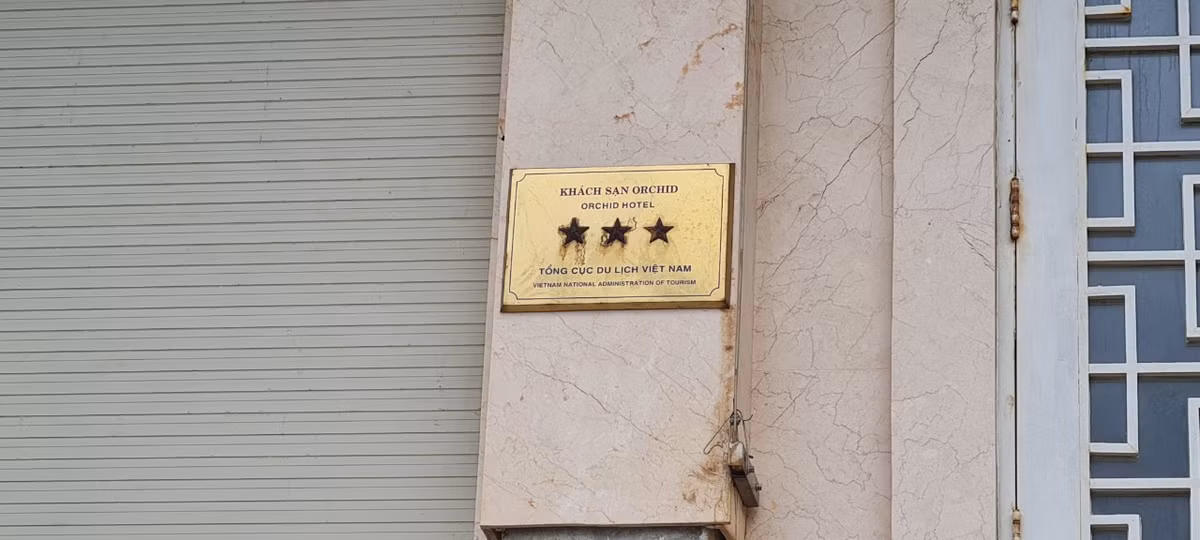 KHÁCH SẠN ORCHID
ORCHID HOTEL
TỔNG CỤC DU LỊCH VIỆT NAM
VIETNAM NATIONAL ADMINISTRATION OF TOURISM